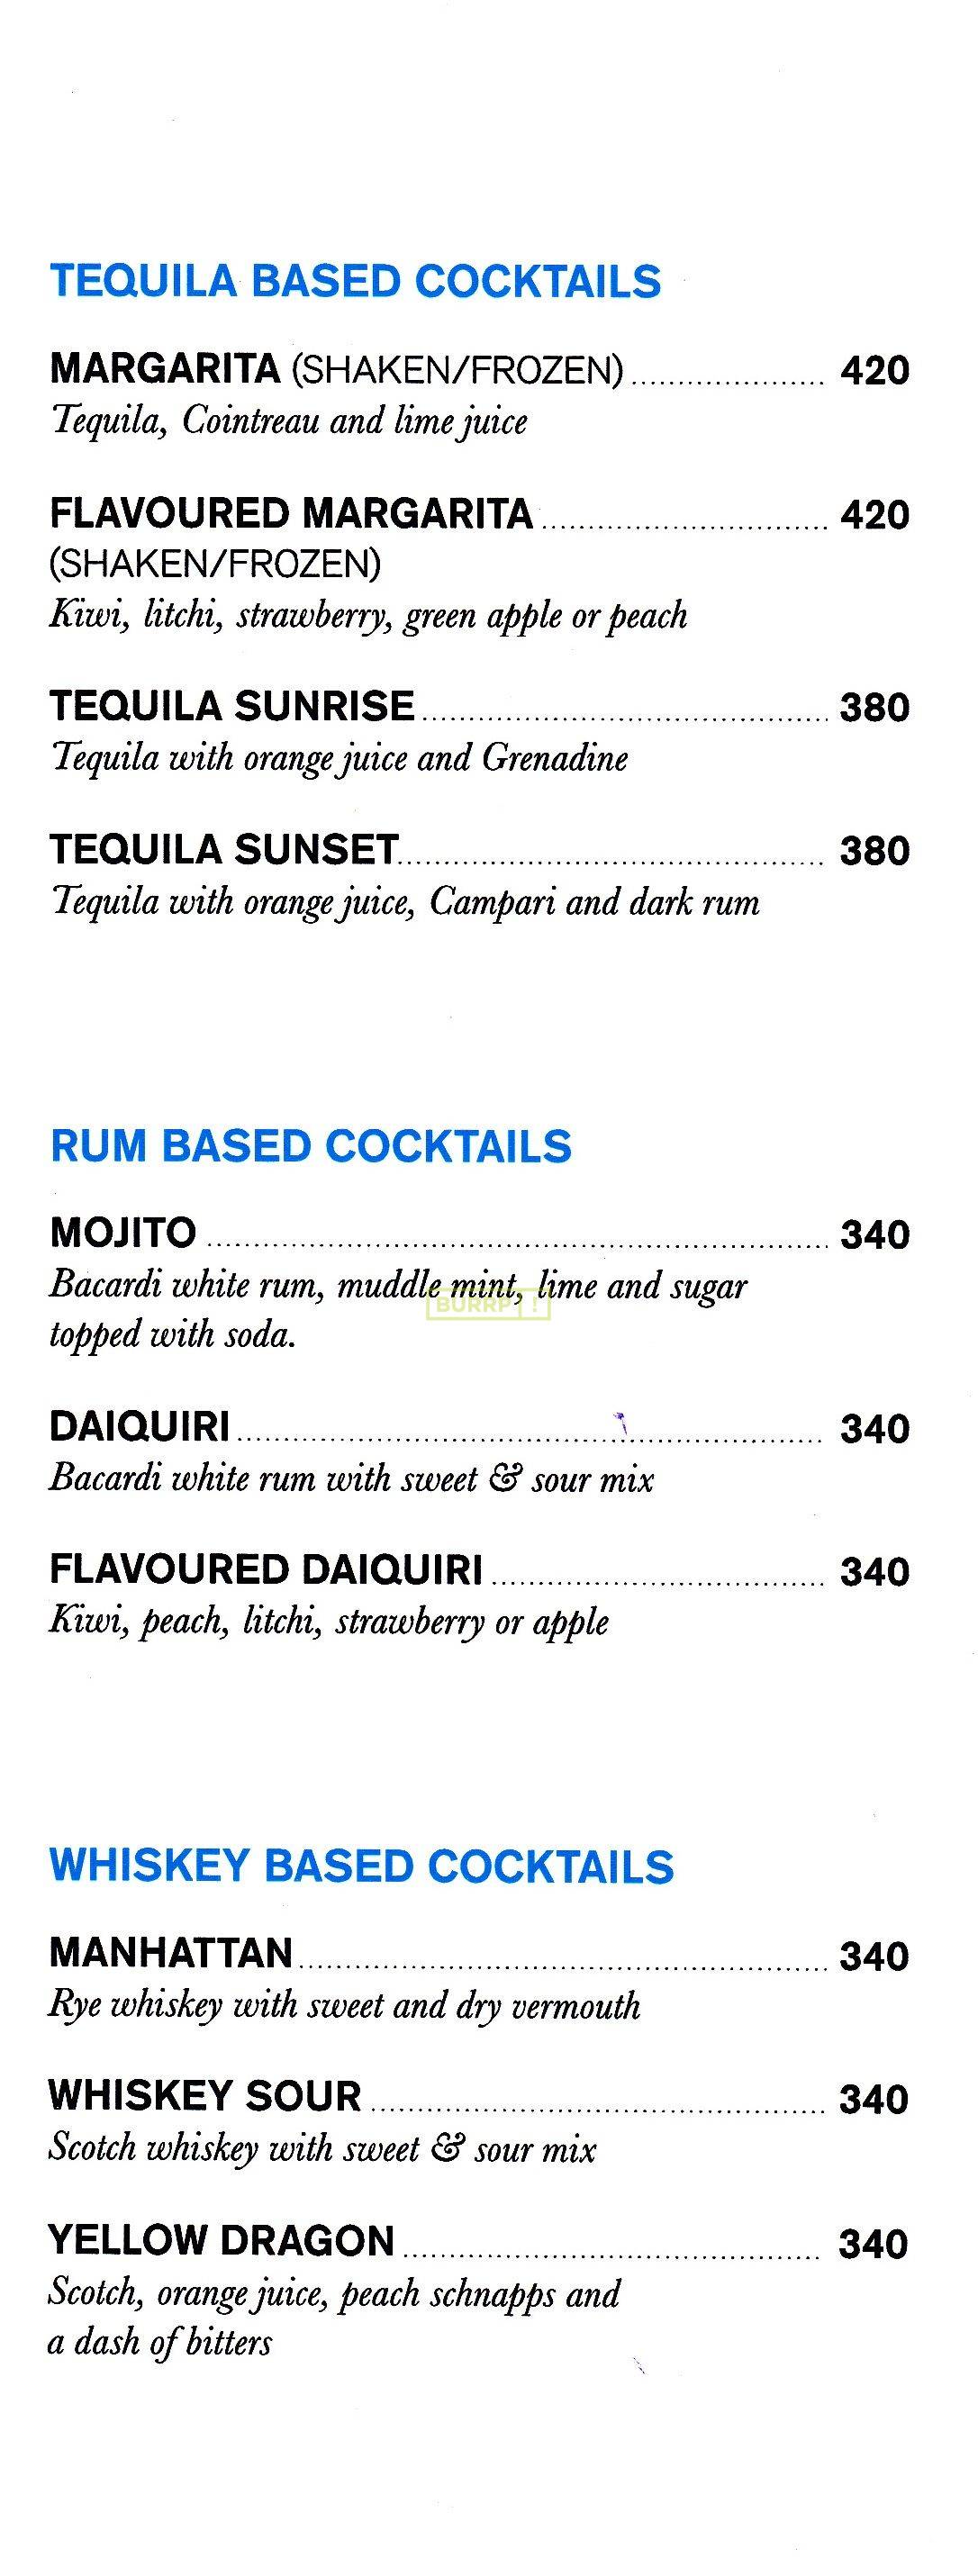 TEQUILA BASED COCKTAILS
MARGARITA (SHAKEN/FROZEN) ..................... 420
Tequila, Cointreau and lime juice
FLAVOURED MARGARITA ............................... 420
(SHAKEN/FROZEN)
Kiwi, litchi, strawberry, green apple or peach
TEQUILA SUNRISE ............................................ 380
Tequila with orange juice and Grenadine
TEQUILA SUNSET .............................................. 380
Tequila with orange juice, Campari and dark rum
RUM BASED COCKTAILS
MOJITO ................................................................... 340
Bacardi white rum, muddle mint, lime and sugar
BURRP!
topped with soda.
DAIQUIRI ............................................................... 340
Bacardi white rum with sweet & sour mix
FLAVOURED DAIQUIRI .................................... 340
Kiwi, peach, litchi, strawberry or apple
WHISKEY BASED COCKTAILS
MANHATTAN ......................................................... 340
Rye whiskey with sweet and dry vermouth
WHISKEY SOUR ................................................. 340
Scotch whiskey with sweet & sour mix
YELLOW DRAGON ............................................. 340
Scotch, orange juice, peach schnapps and
a dash of bitters